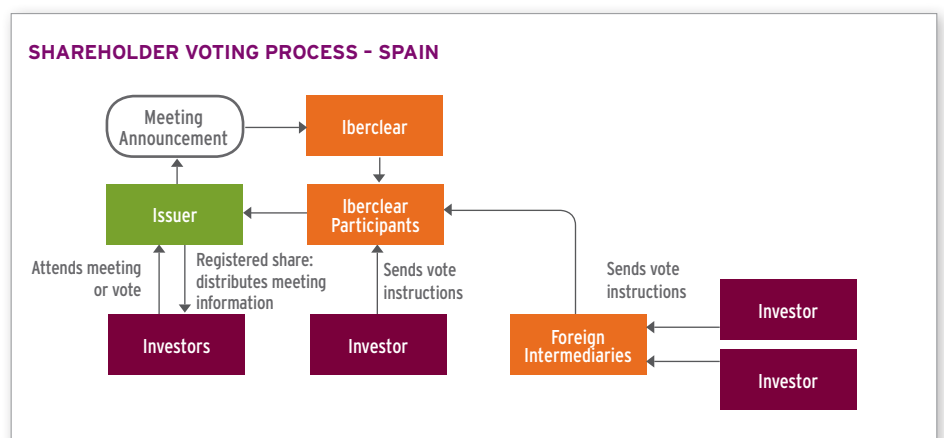 SHAREHOLDER VOTING PROCESS – SPAIN
Meeting
Announcement
Iberclear
Issuer
Iberclear
Participants
Attends meeting
or vote
Registered share:
distributes meeting
information
Sends vote
instructions
Sends vote
instructions
Investors
Investor
Foreign
Intermediaries
Investor
Investor